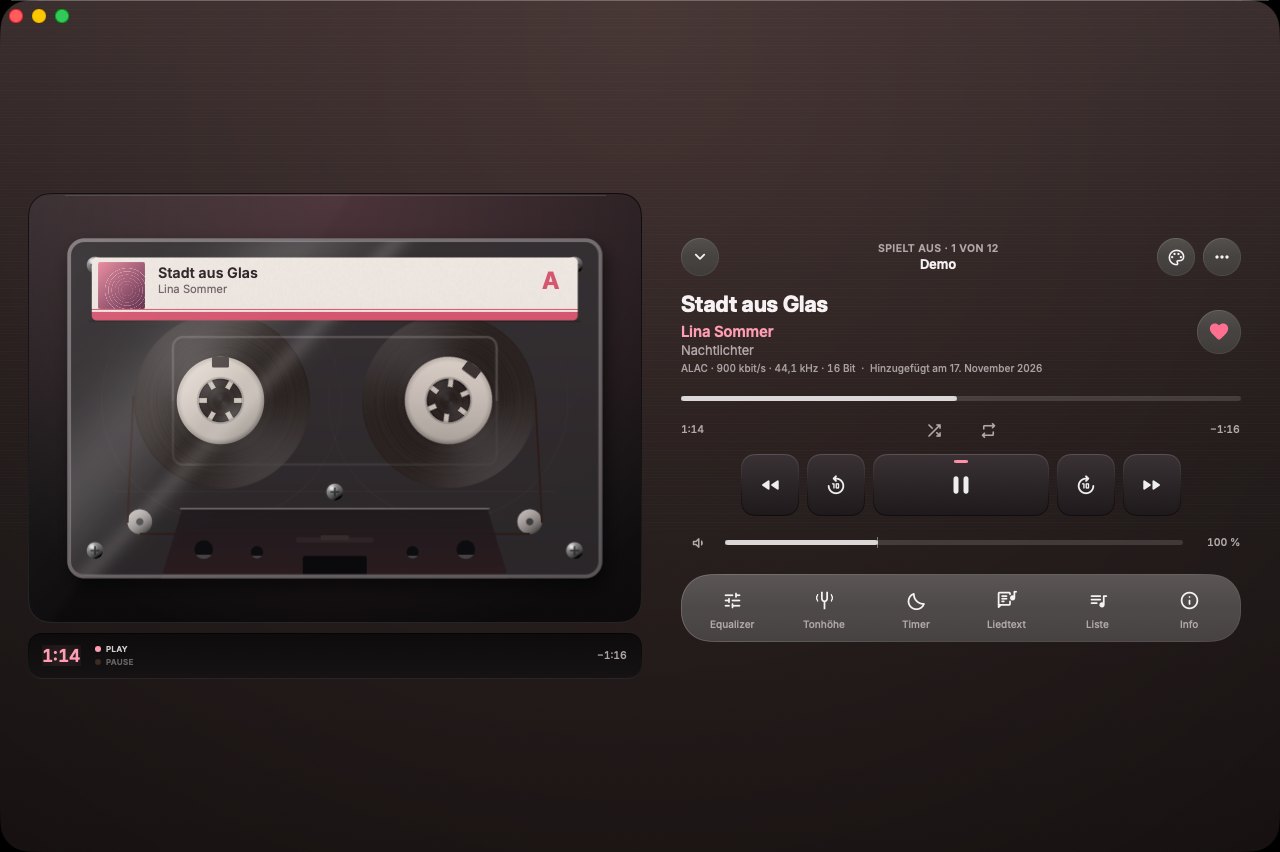 Stadt aus Glas
Lina Sommer
A
1:14
PLAY
PAUSE
−1:16
SPIELT AUS · 1 VON 12
Demo
Stadt aus Glas
Lina Sommer
Nachtlichter
ALAC · 900 kbit/s · 44,1 kHz · 16 Bit · Hinzugefügt am 17. November 2026
1:14
−1:16
10
10
100 %
Equalizer
Tonhöhe
Timer
Liedtext
Liste
Info